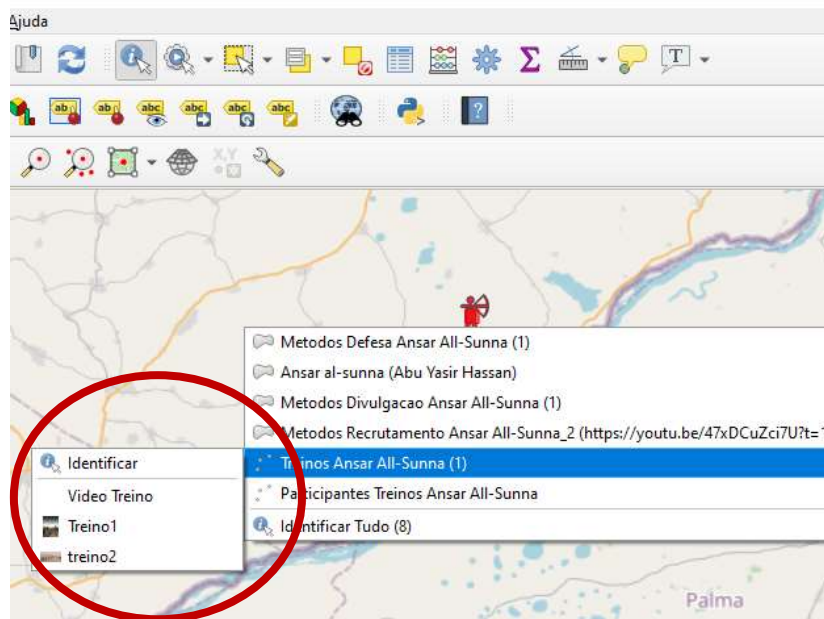 Ajuda
Metodos Defesa Ansar All-Sunna (1)
Ansar al-sunna (Abu Yasir Hassan)
Metodos Divulgacao Ansar All-Sunna (1)
Metodos Recrutamento Ansar All-Sunna_2 (https://youtu.be/47xDCuZci7U?t=1
Identificar
Treinos Ansar All-Sunna (1)
Video Treino
Participantes Treinos Ansar All-Sunna
Treino1
Identificar Tudo (8)
treino2
Palma